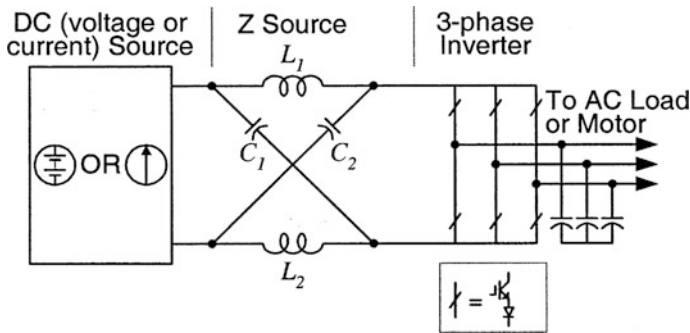 DC (voltage or
current) Source
Z Source
3-phase
Inverter
L1
C1
C2
L2
OR
To AC Load
or Motor
=